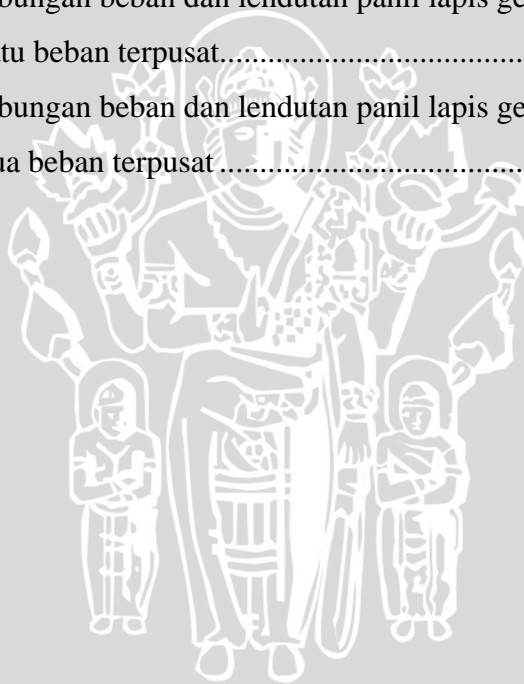 bungan beban dan lendutan panil lapis ge
tu beban terpusat....................................
bungan beban dan lendutan panil lapis ge
ua beban terpusat....................................